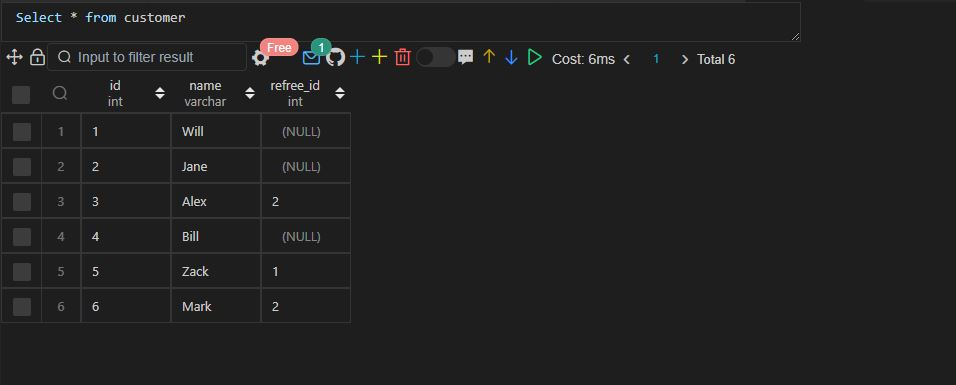 Select * from customer
Input to filter result Free 1 Cost: 6ms 1 Total 6
id name refree_id
int varchar int
1 1 Will (NULL)
2 2 Jane (NULL)
3 3 Alex 2
4 4 Bill (NULL)
5 5 Zack 1
6 6 Mark 2